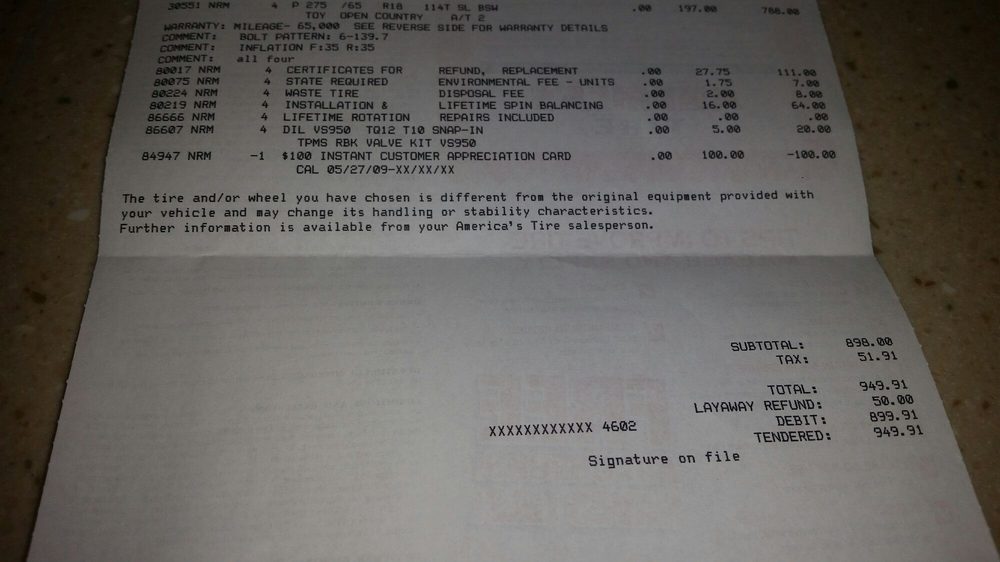 30551 NRM 4 P 275 /65 R18 114T SL BSW .00 197.00 788.00
TOY OPEN COUNTRY A/T 2
WARRANTY: MILEAGE- 65,000 SEE REVERSE SIDE FOR WARRANTY DETAILS
COMMENT: BOLT PATTERN: 6-139.7
COMMENT: INFLATION F:35 R:35
COMMENT: all four
80017 NRM 4 CERTIFICATES FOR REFUND, REPLACEMENT .00 27.75 111.00
80075 NRM 4 STATE REQUIRED ENVIRONMENTAL FEE - UNITS .00 1.75 7.00
80224 NRM 4 WASTE TIRE DISPOSAL FEE .00 2.00 8.00
80219 NRM 4 INSTALLATION & LIFETIME SPIN BALANCING .00 16.00 64.00
86666 NRM 4 LIFETIME ROTATION REPAIRS INCLUDED .00 .00 .00
86607 NRM 4 DIL VS950 TQ12 T10 SNAP-IN .00 5.00 20.00
TPMS RBK VALVE KIT VS950
84947 NRM -1 $100 INSTANT CUSTOMER APPRECIATION CARD .00 100.00 -100.00
CAL 05/27/09-XX/XX/XX
The tire and/or wheel you have chosen is different from the original equipment provided with
your vehicle and may change its handling or stability characteristics.
Further information is available from your America's Tire salesperson.
SUBTOTAL: 898.00
TAX: 51.91
TOTAL: 949.91
LAYAWAY REFUND: 50.00
XXXXXXXXXXXX 4602 DEBIT: 899.91
TENDERED: 949.91
Signature on file